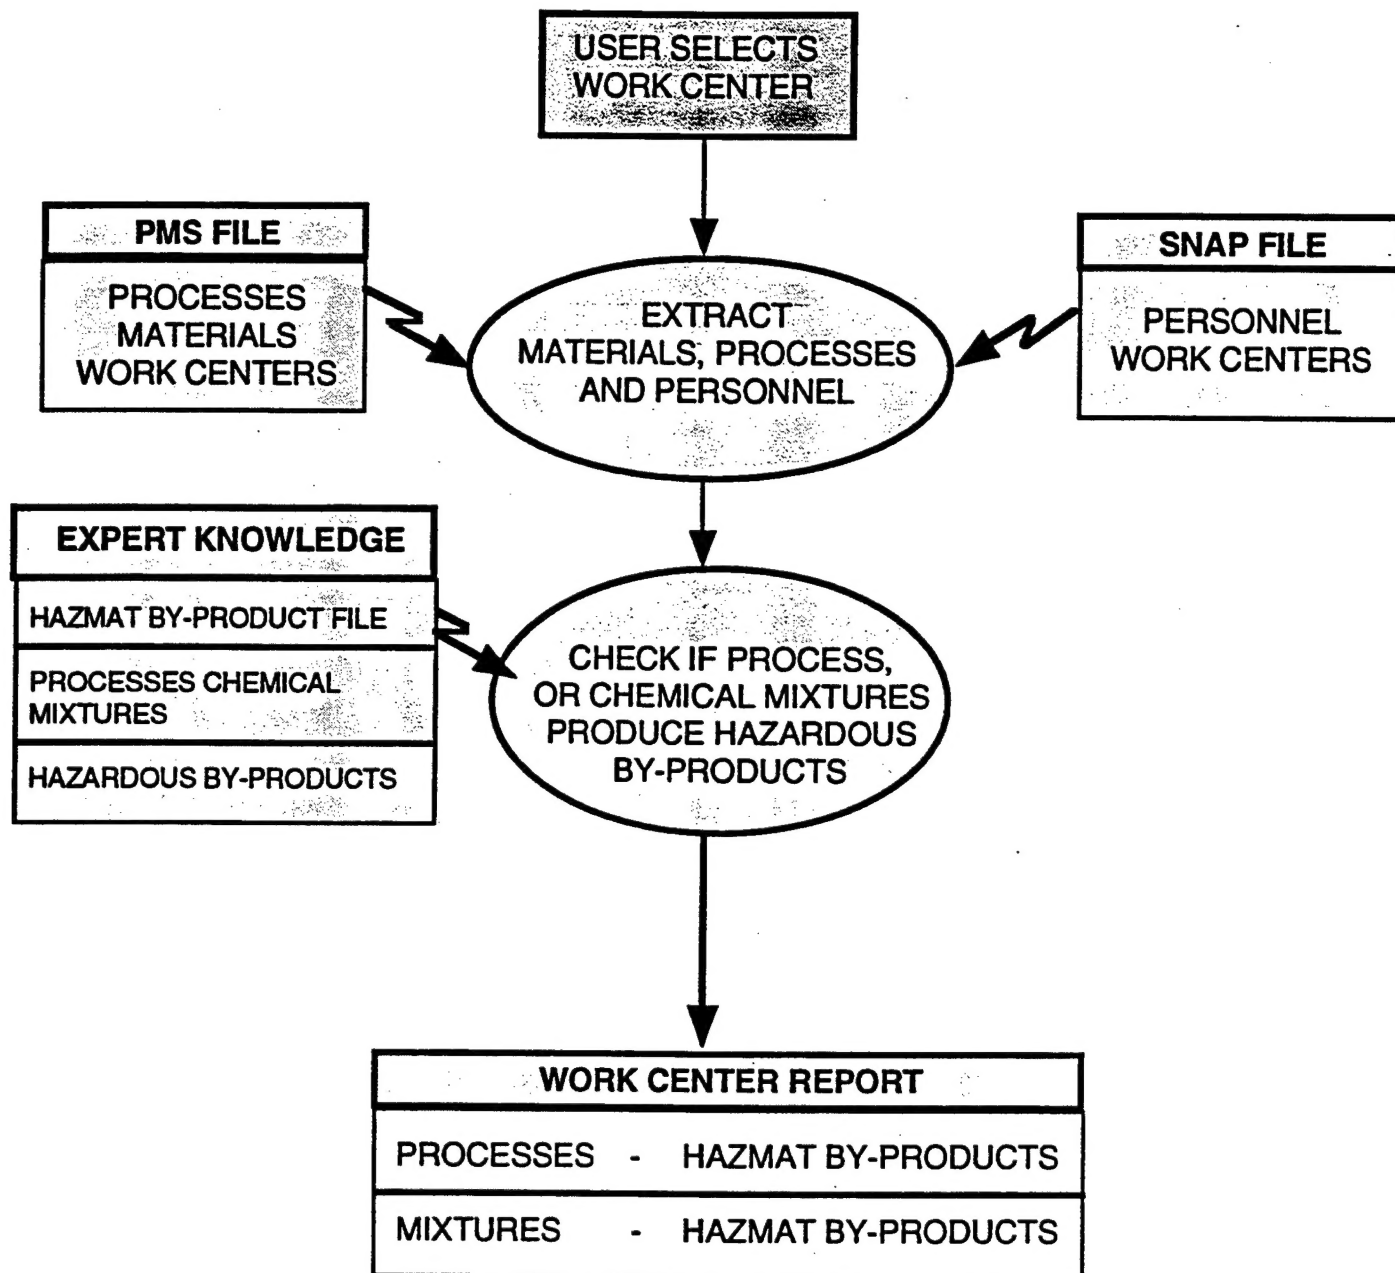 USER SELECTS
WORK CENTER
PMS FILE
PROCESSES
MATERIALS
WORK CENTERS
SNAP FILE
PERSONNEL
WORK CENTERS
EXTRACT
MATERIALS, PROCESSES
AND PERSONNEL
EXPERT KNOWLEDGE
HAZMAT BY-PRODUCT FILE
PROCESSES CHEMICAL
MIXTURES
HAZARDOUS BY-PRODUCTS
CHECK IF PROCESS,
OR CHEMICAL MIXTURES
PRODUCE HAZARDOUS
BY-PRODUCTS
WORK CENTER REPORT
PROCESSES - HAZMAT BY-PRODUCTS
MIXTURES - HAZMAT BY-PRODUCTS